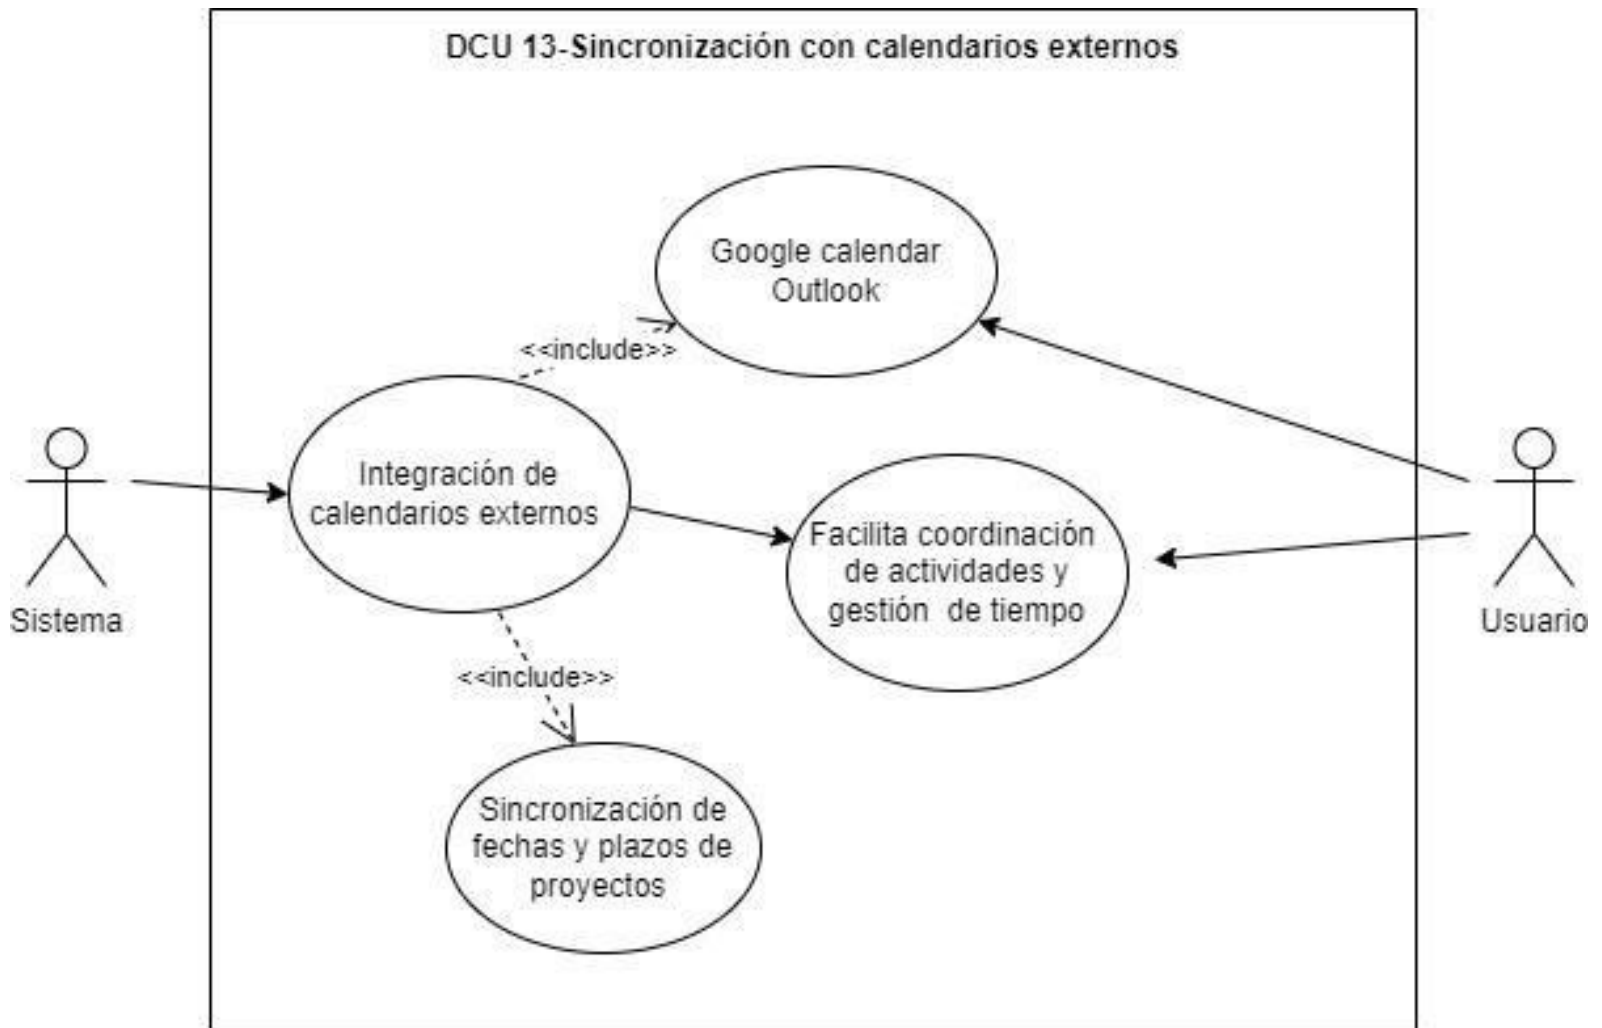 DCU 13-Sincronización con calendarios externos
Google calendar
Outlook
<<include>>
Integración de
calendarios externos
Facilita coordinación
de actividades y
gestión de tiempo
Sistema
Usuario
<<include>>
Sincronización de
fechas y plazos de
proyectos